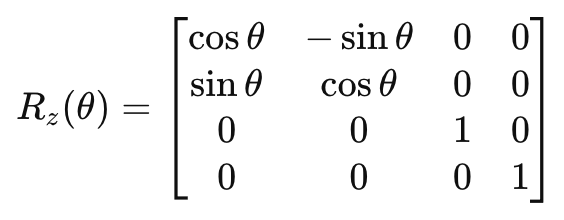 R_z(θ) = [
cos θ − sin θ 0 0
sin θ cos θ 0 0
0 0 1 0
0 0 0 1
]